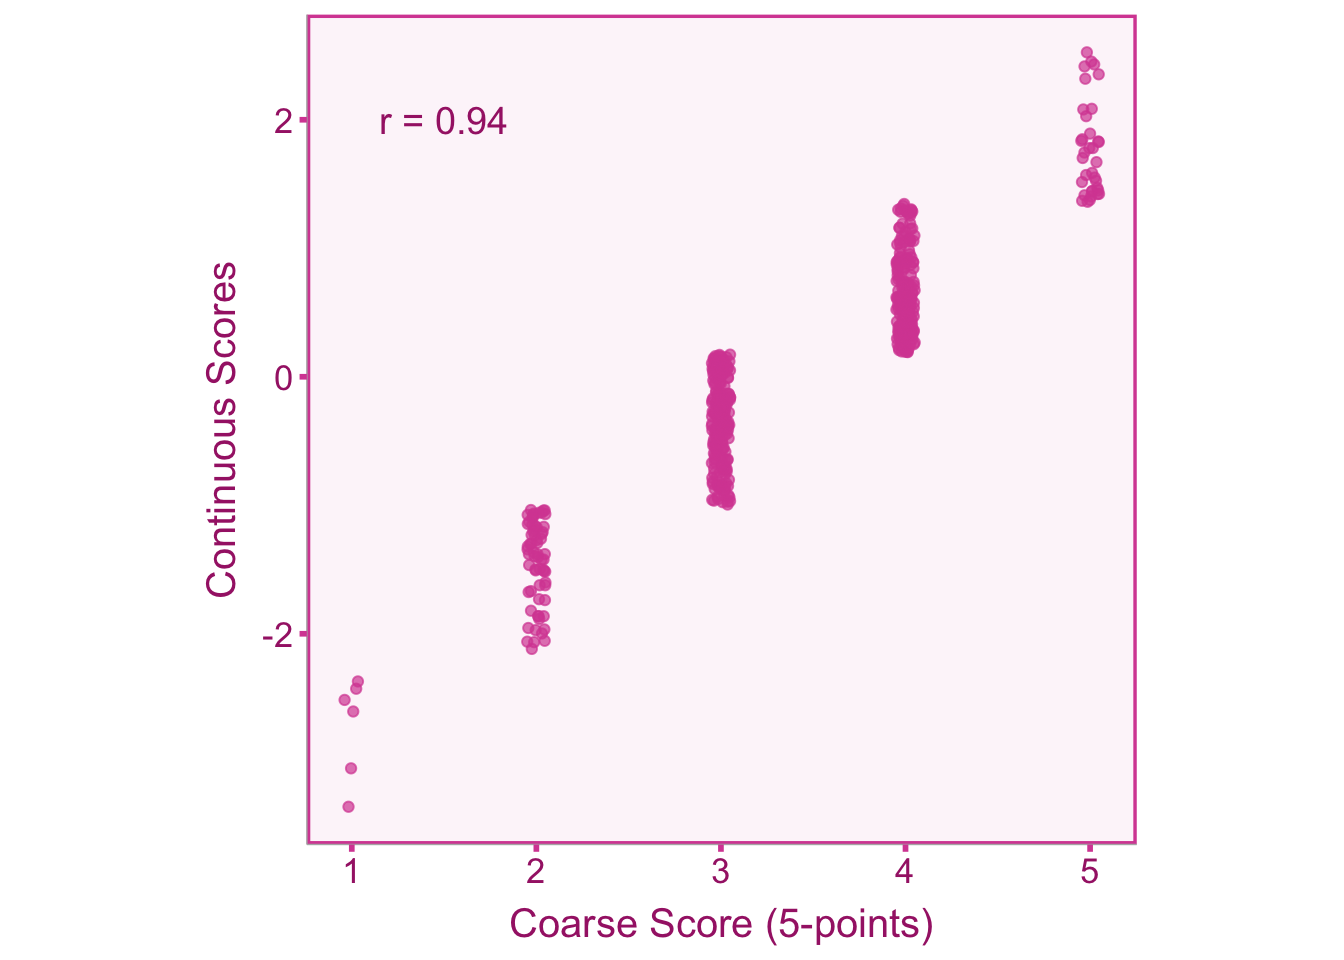 r = 0.94
Continuous Scores
2
0
-2
1 2 3 4 5
Coarse Score (5-points)